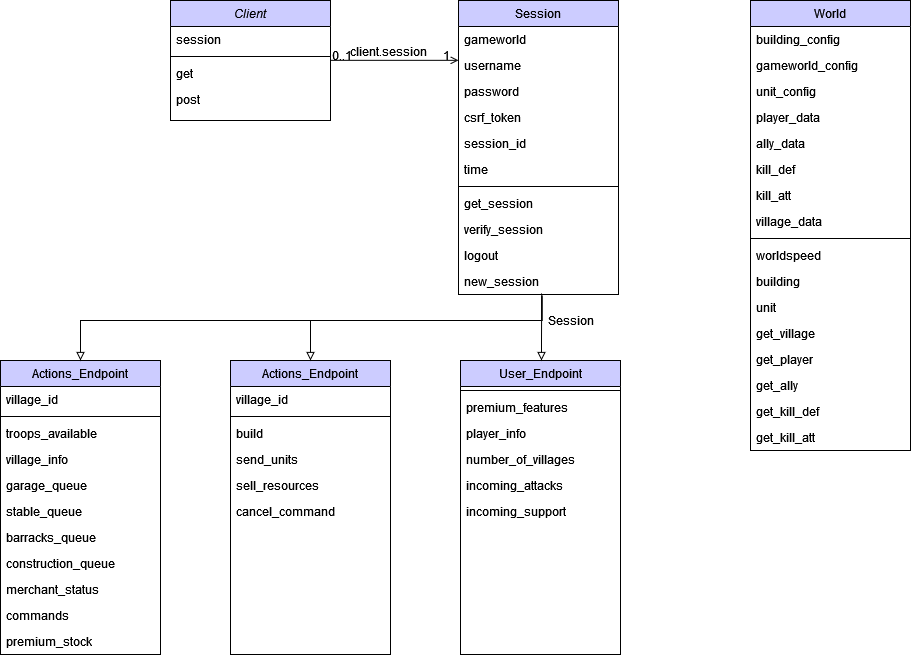 Client
session
get
post
0..1
client.session
1
Session
gameworld
username
password
csrf_token
session_id
time
get_session
verify_session
logout
new_session
World
building_config
gameworld_config
unit_config
player_data
ally_data
kill_def
kill_att
village_data
worldspeed
building
unit
get_village
get_player
get_ally
get_kill_def
get_kill_att
Session
Actions_Endpoint
village_id
troops_available
village_info
garage_queue
stable_queue
barracks_queue
construction_queue
merchant_status
commands
premium_stock
Actions_Endpoint
village_id
build
send_units
sell_resources
cancel_command
User_Endpoint
premium_features
player_info
number_of_villages
incoming_attacks
incoming_support